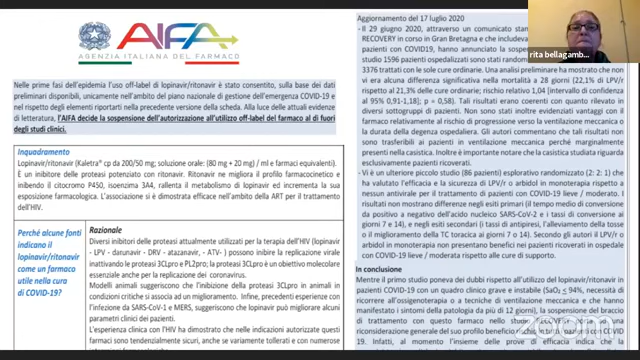 AIFA
AGENZIA ITALIANA DEL FARMACO
Nelle prime fasi dell'epidemia l'uso off-label di lopinavir/ritonavir è stato consentito, sulla base dei
dati preliminari disponibili, unicamente nell'ambito del piano nazionale di gestione dell'emergenza COVID-19 e
nel rispetto degli elementi riportati nella precedente versione della scheda. Alla luce delle attuali evidenze
di letteratura, l'AIFA decide la sospensione dell'autorizzazione all'utilizzo off-label del farmaco al di fuori
degli studi clinici.
Inquadramento
Lopinavir/ritonavir (Kaletra® cp da 200/50 mg; soluzione orale: (80 mg + 20 mg) / ml e farmaci equivalenti).
È un inibitore delle proteasi potenziato con ritonavir. Ritonavir ne migliora il profilo farmacocinetico e
inibendo il citocromo P450, isoenzima 3A4, rallenta il metabolismo di lopinavir ed incrementa la sua
esposizione farmacologica. L'associazione si è dimostrata efficace nell'ambito della ART per il trattamento
dell'HIV.
Perché alcune fonti
indicano il
lopinavir/ritonavir
come un farmaco
utile nella cura
di COVID-19?
Razionale
Diversi inibitori delle proteasi attualmente utilizzati per la terapia dell'HIV (lopinavir
- LPV - darunavir - DRV - atazanavir, - ATV- ) possono inibire la replicazione virale
inattivando le proteasi 3CLpro e PL2pro; la proteasi 3CLpro è un obiettivo molecolare
essenziale anche per la replicazione dei coronavirus.
Modelli animali suggeriscono che l'inibizione della proteasi 3CLpro in animali in
condizioni critiche si associa ad un miglioramento. Infine, precedenti esperienze con
l'infezione da SARS-CoV-1 e MERS, suggeriscono che lopinavir può migliorare alcuni
parametri clinici dei pazienti.
L'esperienza clinica con l'HIV ha dimostrato che nelle indicazioni autorizzate questi
farmaci sono tendenzialmente sicuri, anche se variamente tollerati e con numerose
Aggiornamento del 17 luglio 2020
- Il 29 giugno 2020, attraverso un comunicato
RECOVERY in corso in Gran Bretagna e che
pazienti con COVID19, hanno annunciato la
studio 1596 pazienti ospedalizzati sono stati
3376 trattati con le sole cure ordinarie. Una analisi preliminare ha mostrato che non
vi era alcuna differenza significativa nella mortalità a 28 giorni (22,1% di LPV/r
rispetto al 21,3% delle cure ordinarie; rischio relativo 1,04 [intervallo di confidenza
al 95% 0,91-1,18]; p = 0,58). Tali risultati erano coerenti con quanto rilevato in
diversi sottogruppi di pazienti. Non sono stati inoltre evidenziati vantaggi con il
farmaco relativamente al rischio di progressione verso la ventilazione meccanica o
la durata della degenza ospedaliera. Gli autori commentano che tali risultati non
sono trasferibili ai pazienti in ventilazione meccanica perché marginalmente
presenti nella casistica. Inoltre è importante notare che la casistica studiata riguarda
esclusivamente pazienti ricoverati.
- Vi è un ulteriore piccolo studio (86 pazienti) esplorativo randomizzato (2: 2: 1) che
ha valutato l'efficacia e la sicurezza di LPV/r o arbidol in monoterapia rispetto a
nessun antivirale per il trattamento di pazienti con COVID-19 lieve / moderata. I
risultati non mostrano differenze negli esiti primari (il tempo medio di conversione
da positivo a negativo dell'acido nucleico SARS-CoV-2 e i tassi di conversione ai
giorni 7 e 14), e negli esiti secondari (i tassi di antipiresi, l'alleviamento della tosse
o il miglioramento della TC toracica ai giorni 7 o 14). Secondo gli autori il LPV/r o
arbidol in monoterapia non presentano benefici nei pazienti ricoverati in ospedale
con COVID-19 lieve / moderata rispetto alle cure di supporto.
In conclusione
Mentre il primo studio poneva dei dubbi rispetto all'utilizzo del lopinavir/ritonavir
in pazienti con un quadro clinico grave e instabile (SaO2 ≤ 94%, necessità di
ricorrere all'ossigenoterapia o a tecniche di ventilazione meccanica e che hanno
manifestato i sintomi della patologia da più di 12 giorni), la
di trattamento con questo farmaco nello studio
riconsiderazione generale del suo profilo
19. Infatti, al momento l'insieme delle prove di efficacia indica che la
rita bellagamb...
zoom